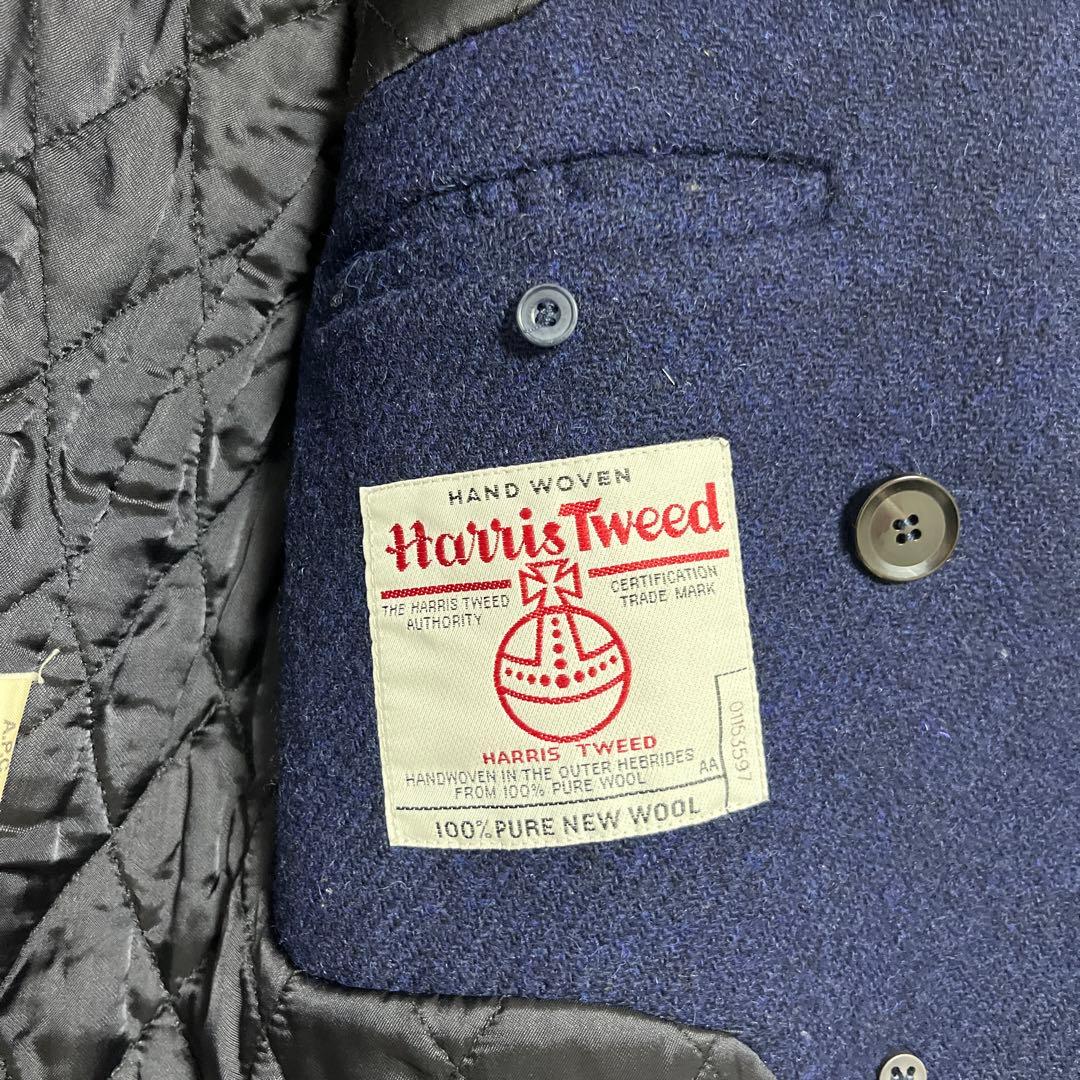 HAND WOVEN
Harris Tweed
THE HARRIS TWEED
AUTHORITY
CERTIFICATION
TRADE MARK
HARRIS TWEED
HANDWOVEN IN THE OUTER HEBRIDES
FROM 100% PURE WOOL
AA
01163597
100% PURE NEW WOOL